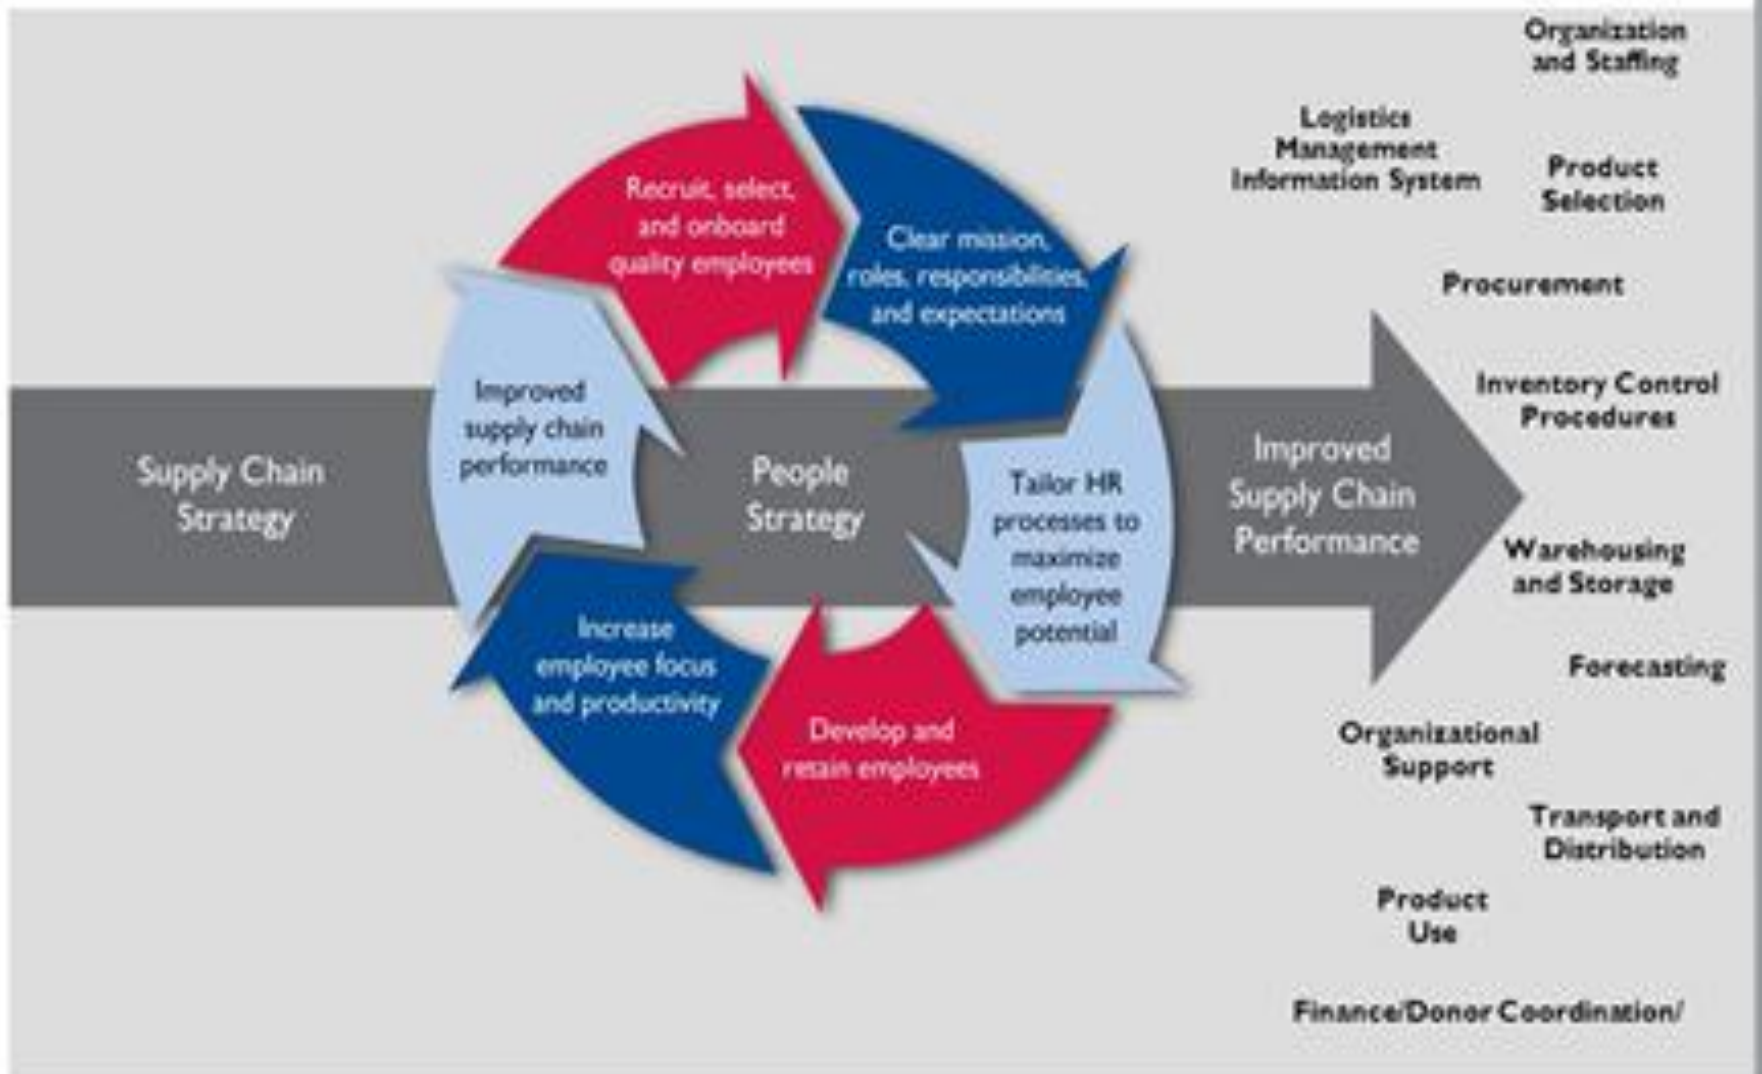 Supply Chain
Strategy
Recruit, select,
and onboard
quality employees
Clear mission,
roles, responsibilities,
and expectations
Tailor HR
processes to
maximize
employee
potential
Develop and
retain employees
Increase
employee focus
and productivity
Improved
supply chain
performance
People
Strategy
Improved
Supply Chain
Performance
Organization
and Staffing
Logistics
Management
Information System
Product
Selection
Procurement
Inventory Control
Procedures
Warehousing
and Storage
Forecasting
Organizational
Support
Transport and
Distribution
Product
Use
Finance/Donor Coordination/